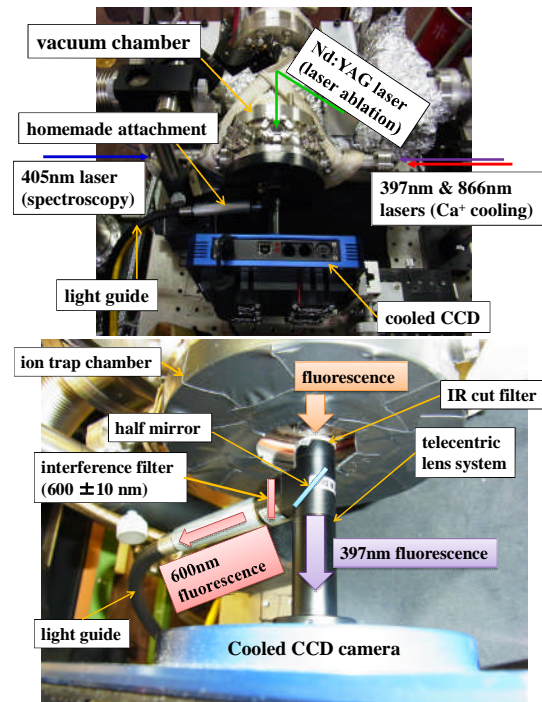 vacuum chamber
Nd:YAG laser
(laser ablation)
homemade attachment
405nm laser
(spectroscopy)
397nm & 866nm
lasers (Ca⁺ cooling)
light guide
cooled CCD
ion trap chamber
fluorescence
IR cut filter
half mirror
telecentric
lens system
interference filter
(600 ±10 nm)
397nm fluorescence
600nm
fluorescence
light guide
Cooled CCD camera